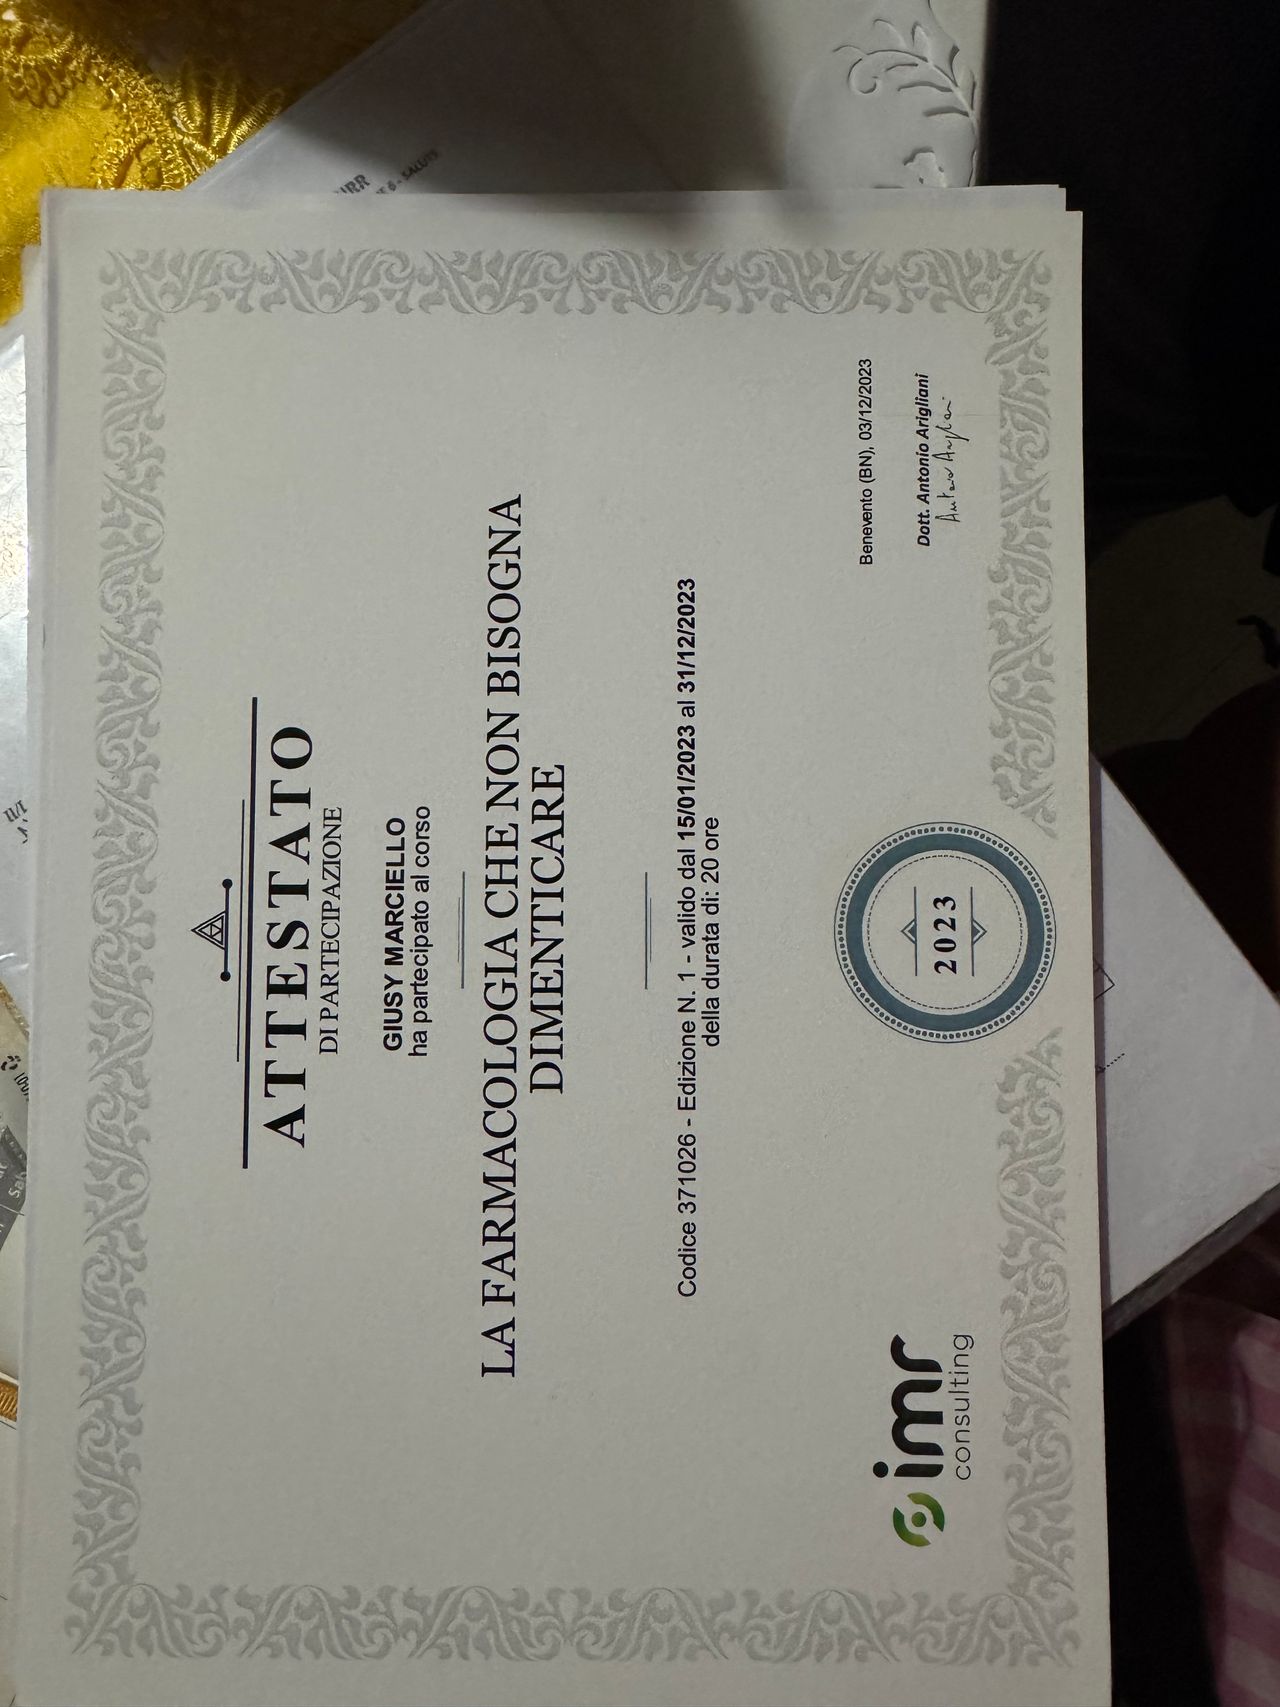 ATTESTATO
DI PARTECIPAZIONE
GIUSY MARCIELLO
ha partecipato al corso
LA FARMACOLOGIA CHE NON BISOGNA
DIMENTICARE
Codice 371026 - Edizione N. 1 - valido dal 15/01/2023 al 31/12/2023
della durata di: 20 ore
2023
imr
consulting
Benevento (BN), 03/12/2023
Dott. Antonio Arigliani
- SALUTE